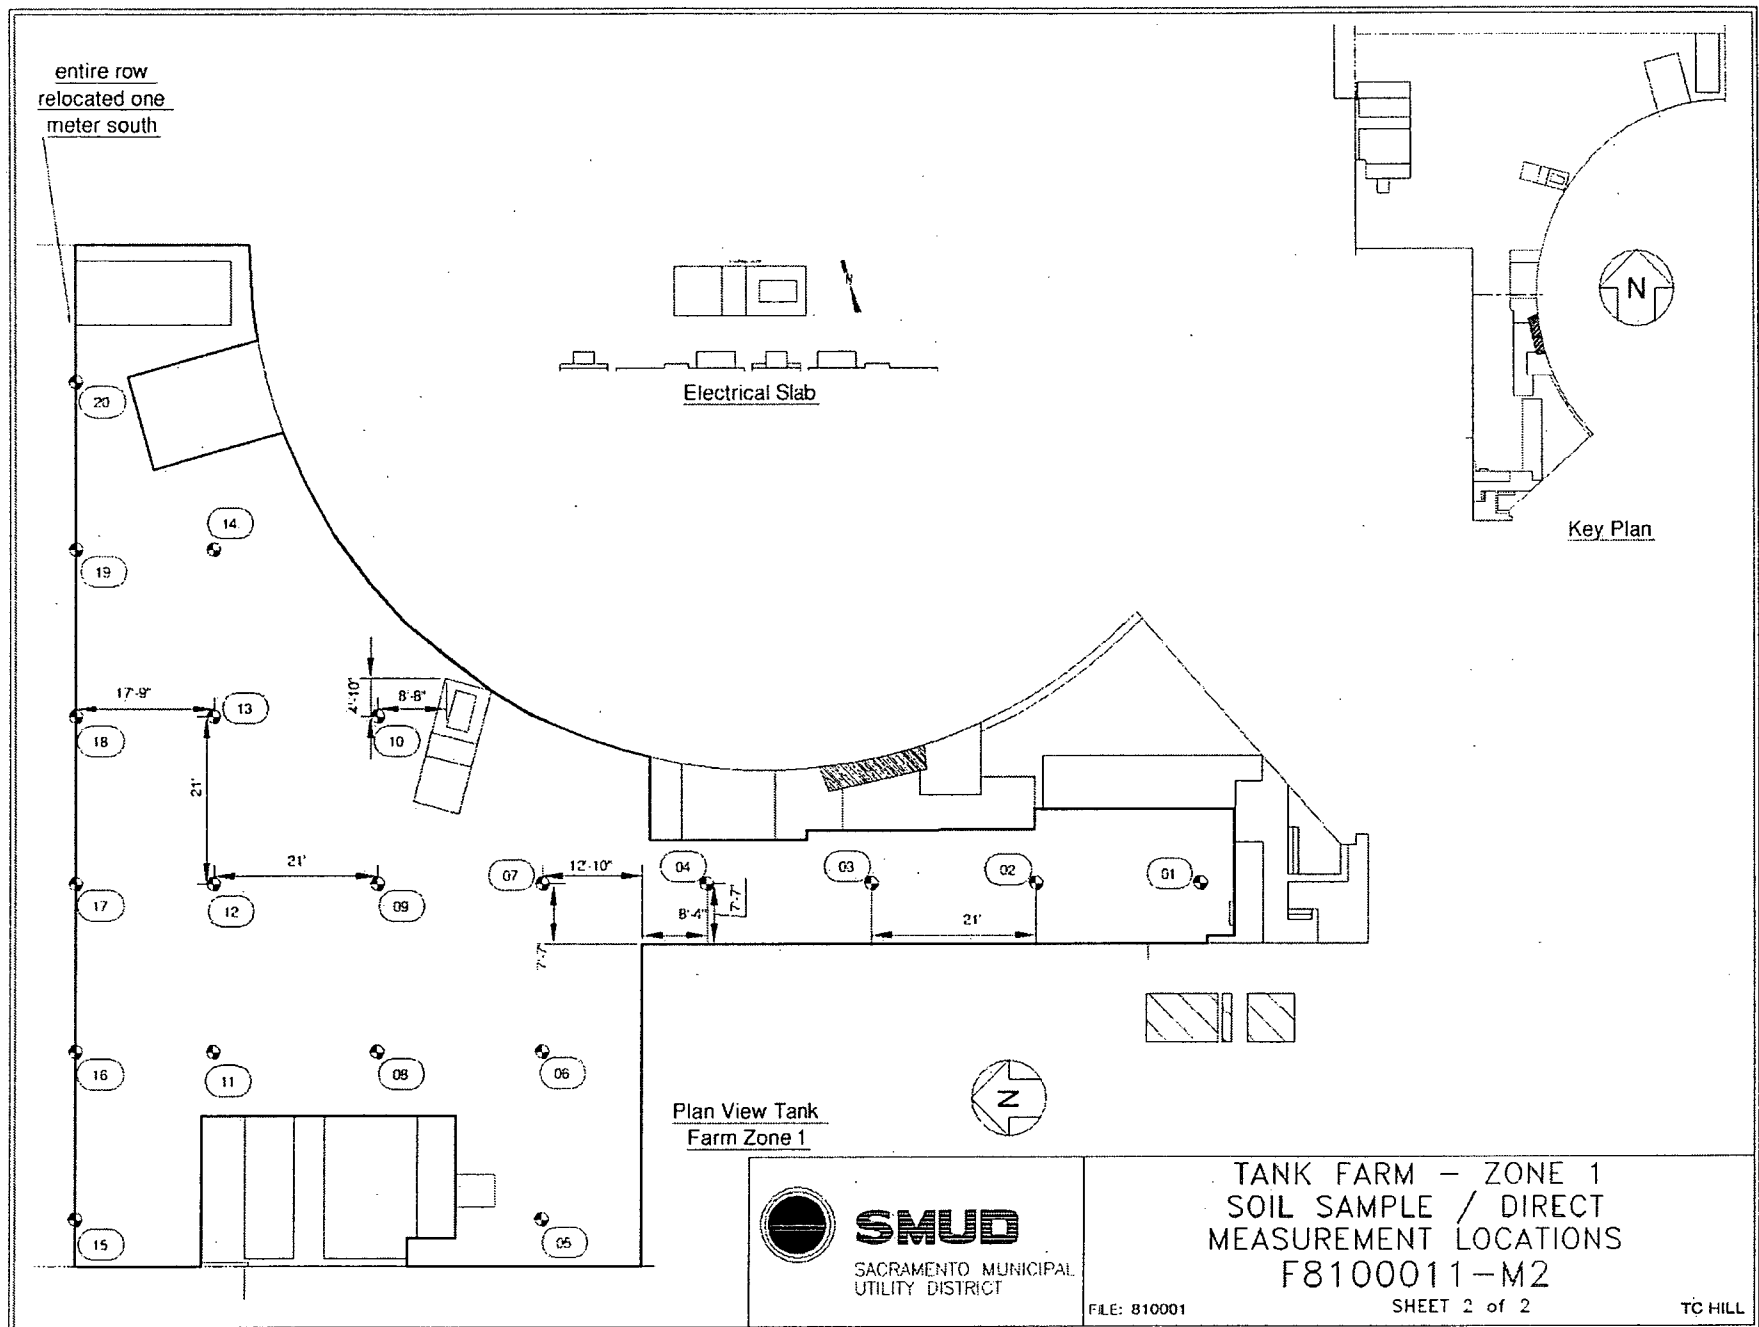 entire row
relocated one
meter south
N
Electrical Slab
N
Key Plan
20
14
19
17'-9"
13
2'-10"
8'-8"
18
10
21'
21'
07
12'-10"
04
03
02
01
17
12
09
7'-7"
8'-4"
7'-7"
21'
16
11
08
06
N
Plan View Tank
Farm Zone 1
15
05
SMUD
SACRAMENTO MUNICIPAL
UTILITY DISTRICT
TANK FARM - ZONE 1
SOIL SAMPLE / DIRECT
MEASUREMENT LOCATIONS
F8100011-M2
FILE: 810001
SHEET 2 of 2
TC HILL